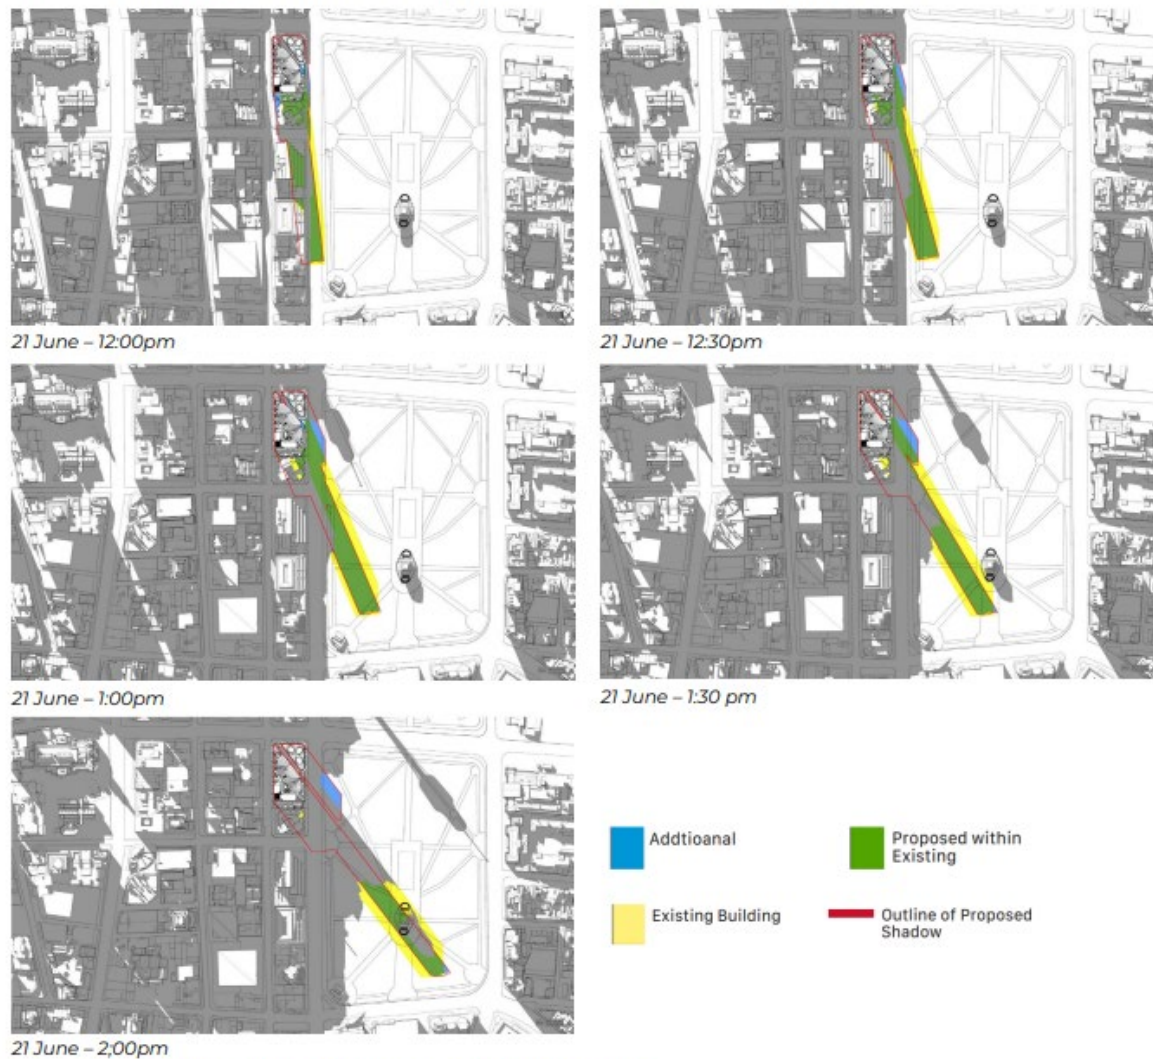 21 June – 12:00pm
21 June – 12:30pm
21 June – 1:00pm
21 June – 1:30 pm
21 June – 2;00pm
Addtioanal
Proposed within
Existing
Existing Building
Outline of Proposed
Shadow